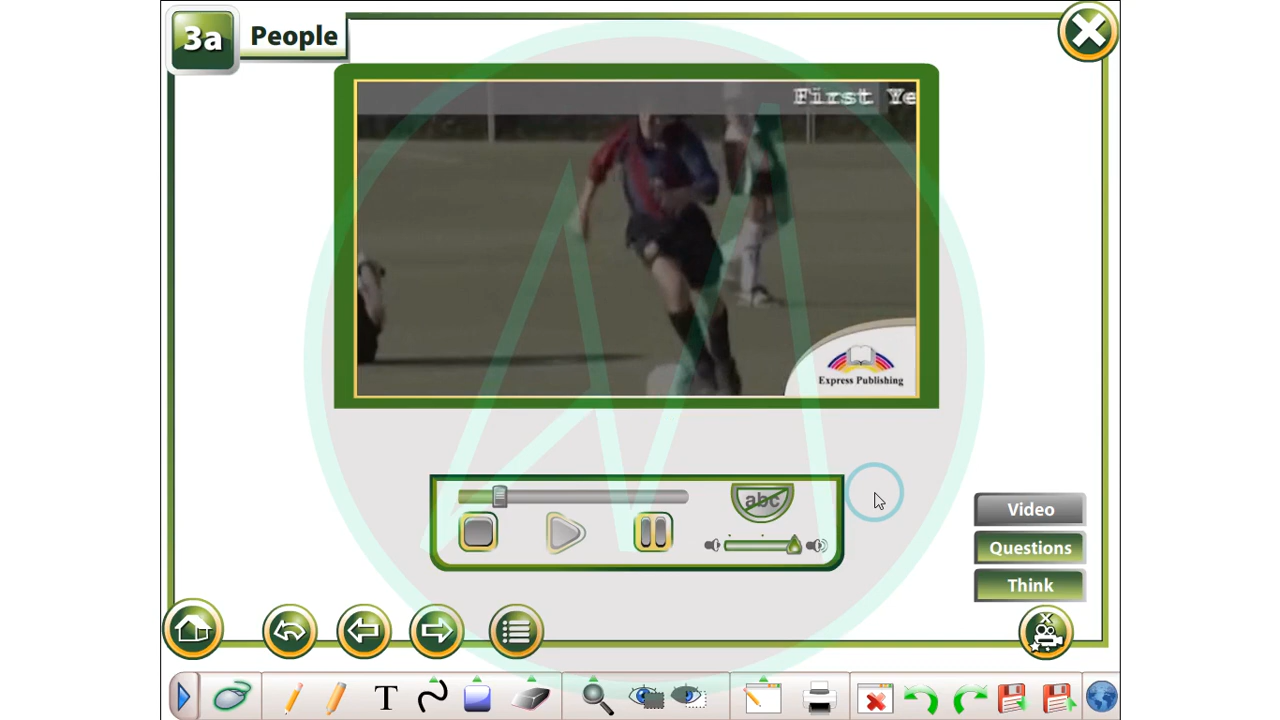 3a
People
First Ye
Express Publishing
abc
Video
Questions
Think
T